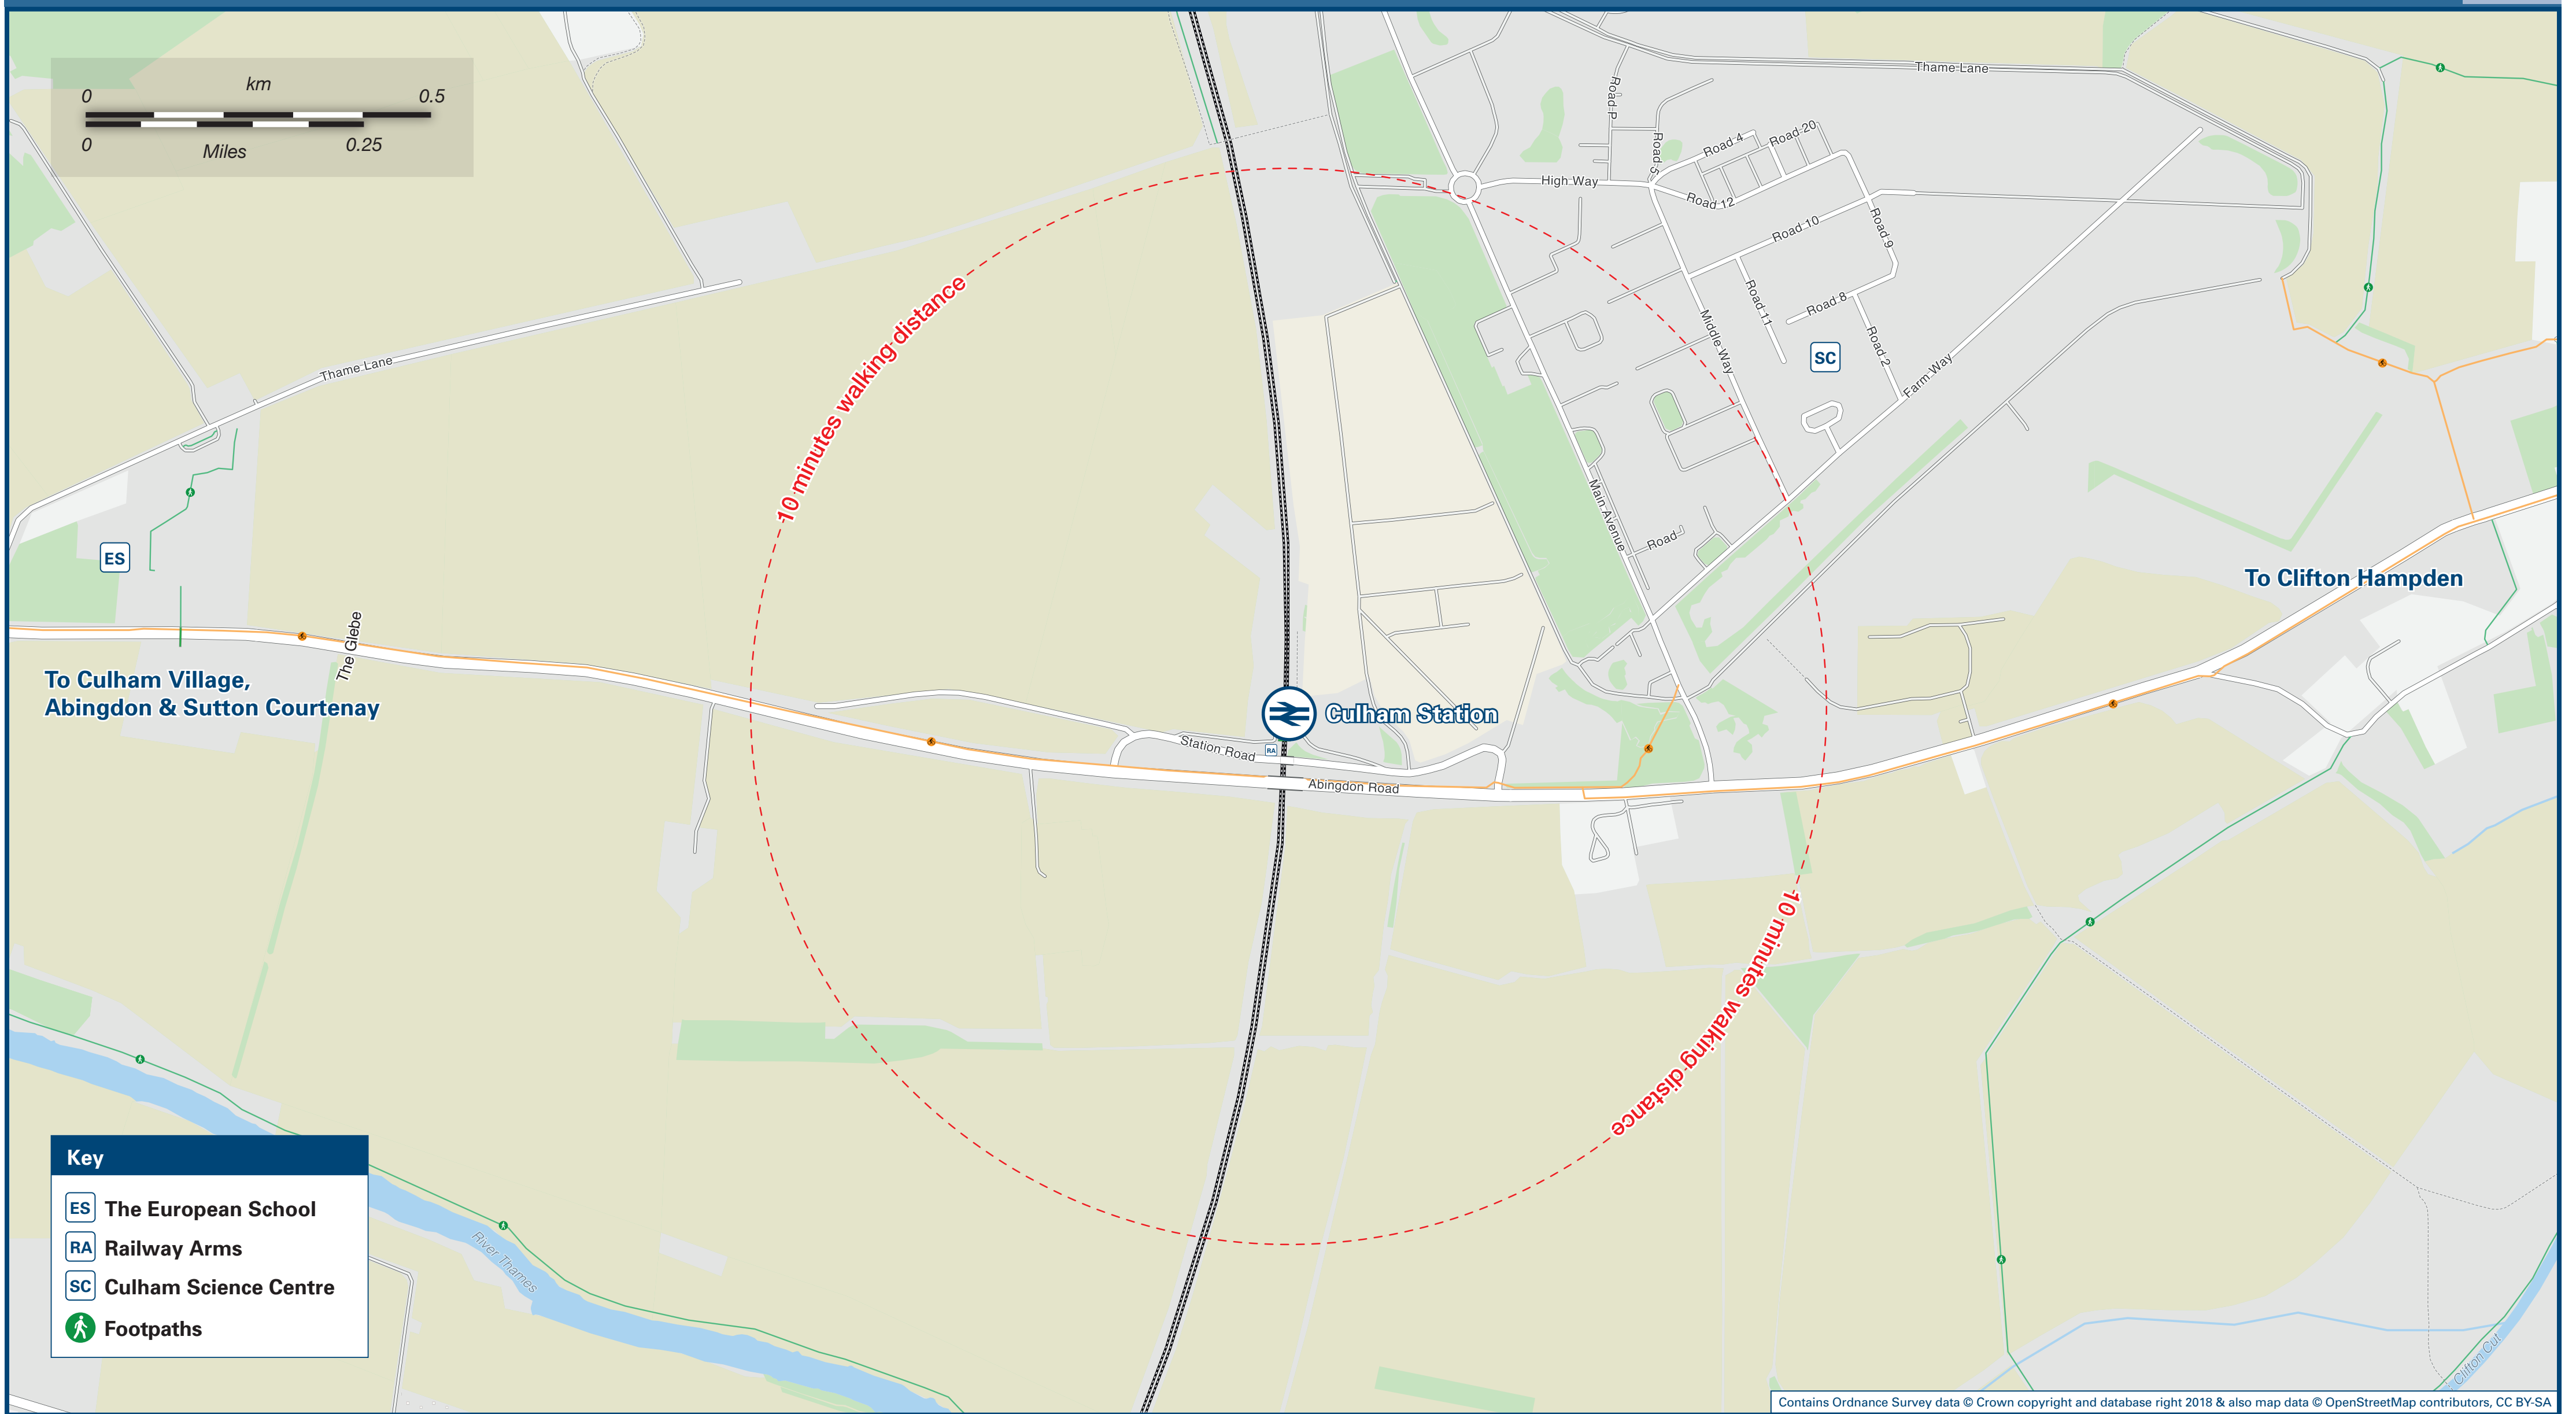 km
0
0.5
0
Miles
0.25
Thame Lane
Road P
Road 5
Road 4
Road 20
High Way
Road 12
Road 10
Road 9
Road 11
Road 8
Middle Way
Road 2
SC
Farm Way
Thame Lane
10 minutes walking distance
Main Avenue
Road
ES
To Clifton Hampden
The Glebe
To Culham Village,
Abingdon & Sutton Courtenay
Culham Station
Station Road
RA
Abingdon Road
10 minutes walking distance
River Thames
Key
ES The European School
RA Railway Arms
SC Culham Science Centre
Footpaths
Clifton Cut
Contains Ordnance Survey data © Crown copyright and database right 2018 & also map data © OpenStreetMap contributors, CC BY-SA